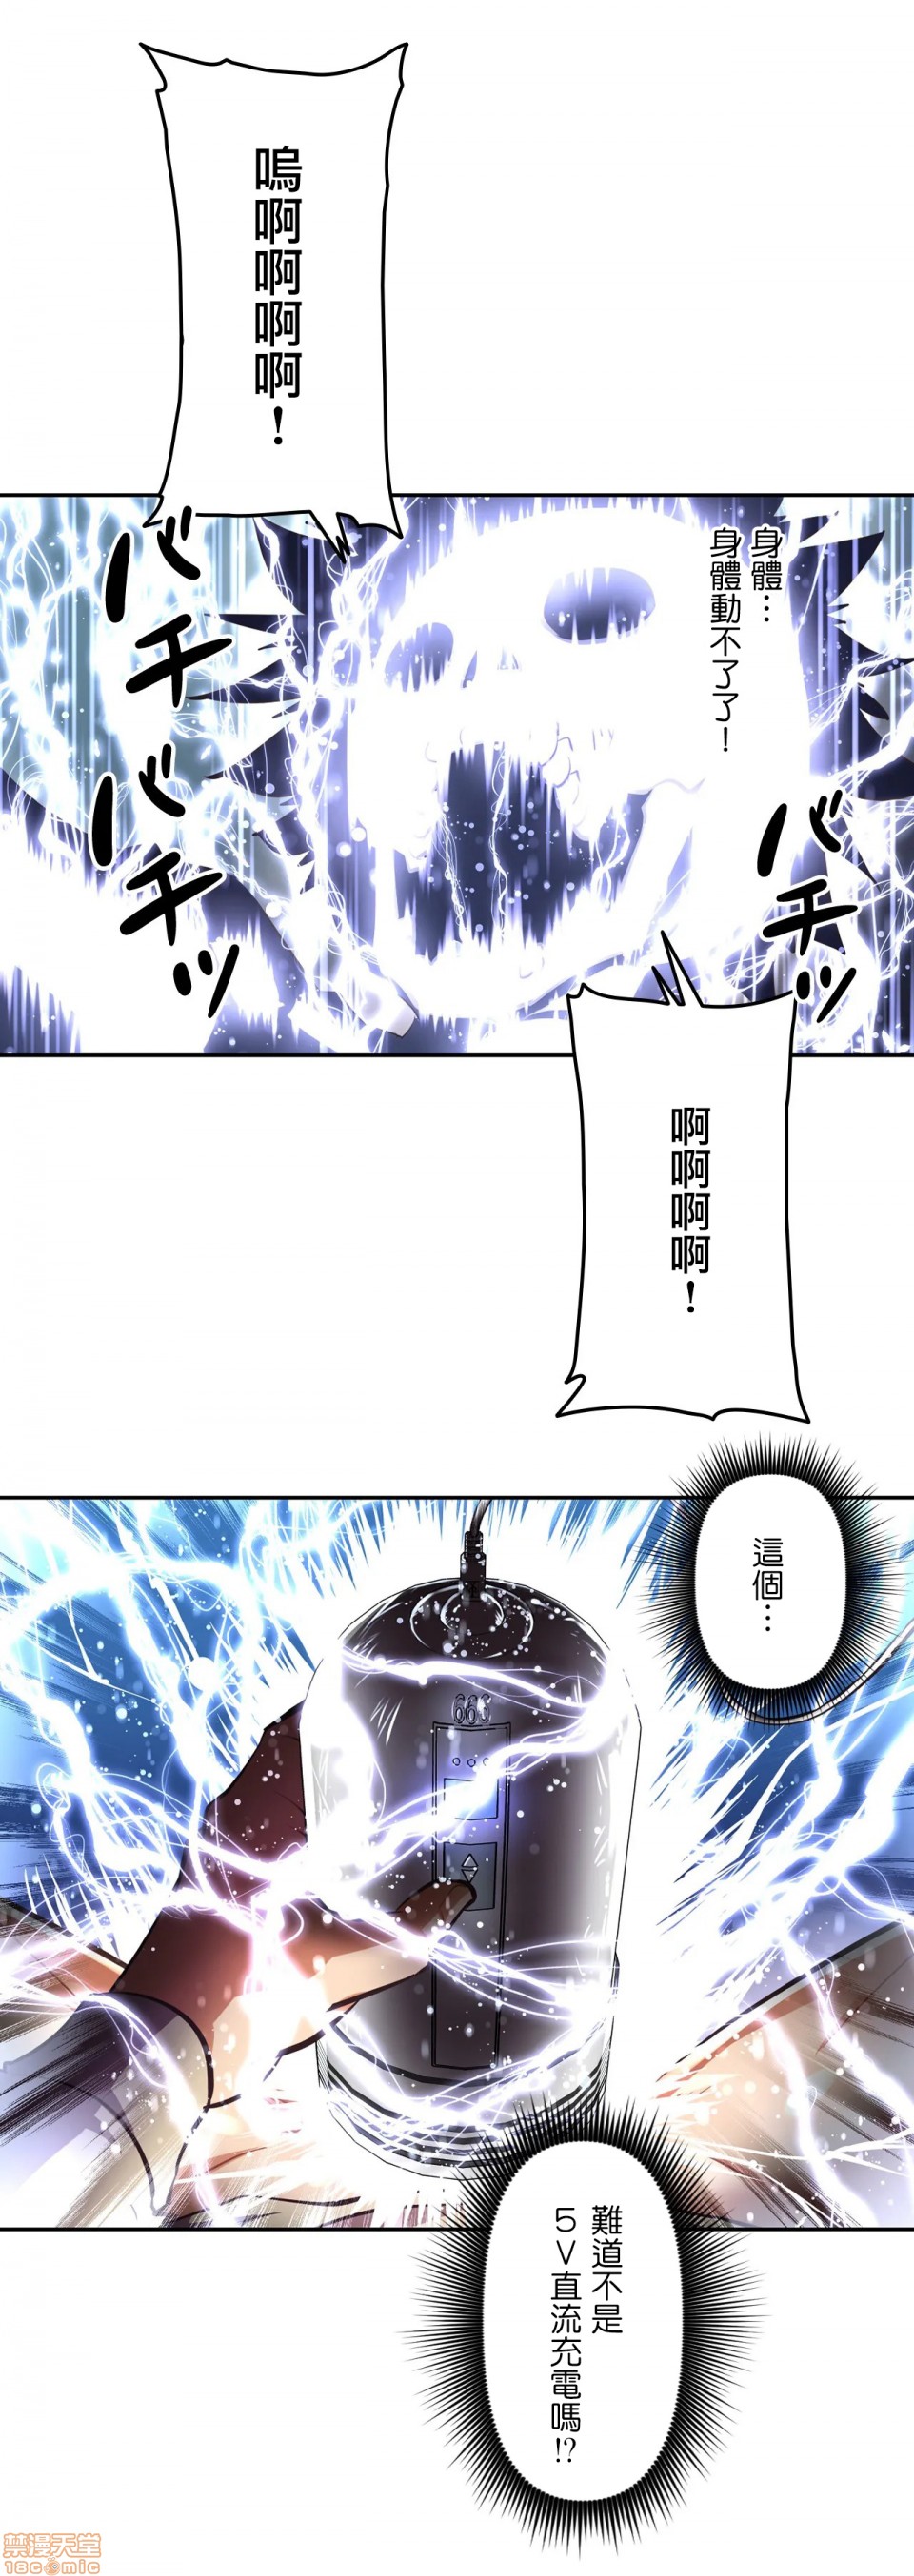 嗚啊啊啊啊！
身體…
身體動不了了！
バチバチッ
バチッ
啊啊啊啊！
這個…
666
難道不是
5V直流充電嗎!?
禁漫天堂
18comic